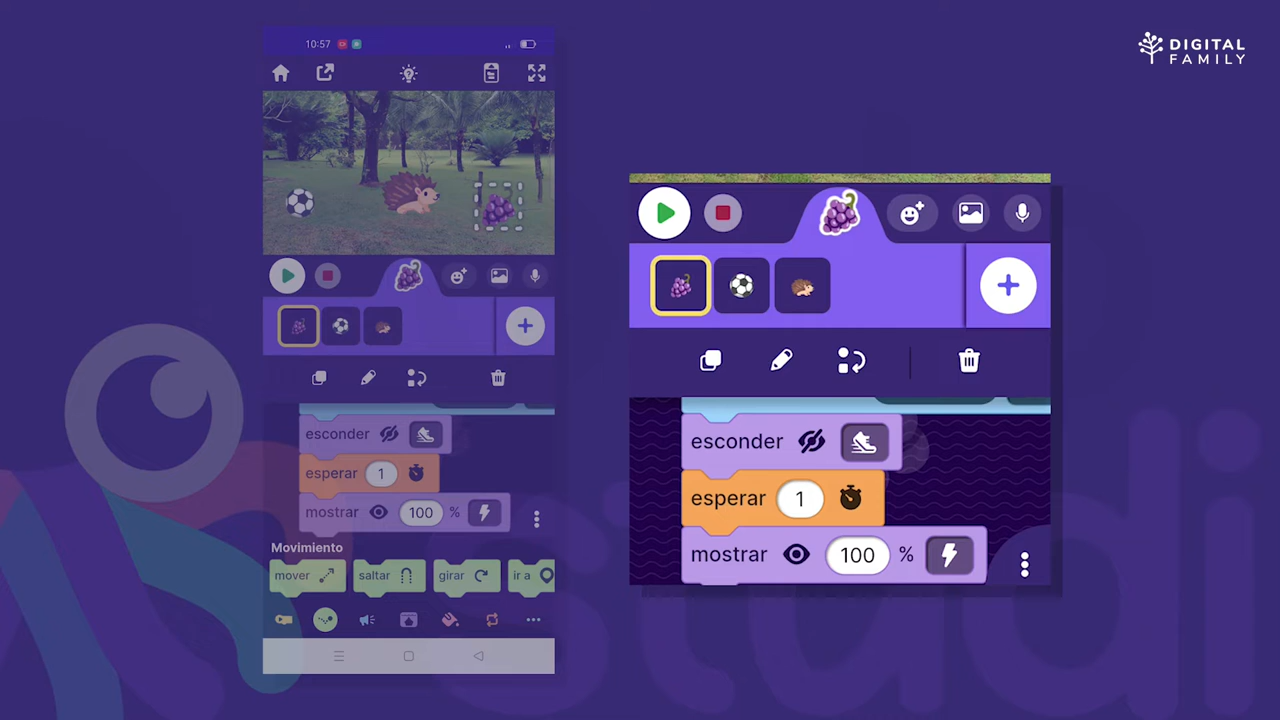 10:57
DIGITAL
FAMILY
esconder
esperar 1
mostrar 100 %
Movimiento
mover
saltar
girar
ir a
esconder
esperar 1
mostrar 100 %
studi